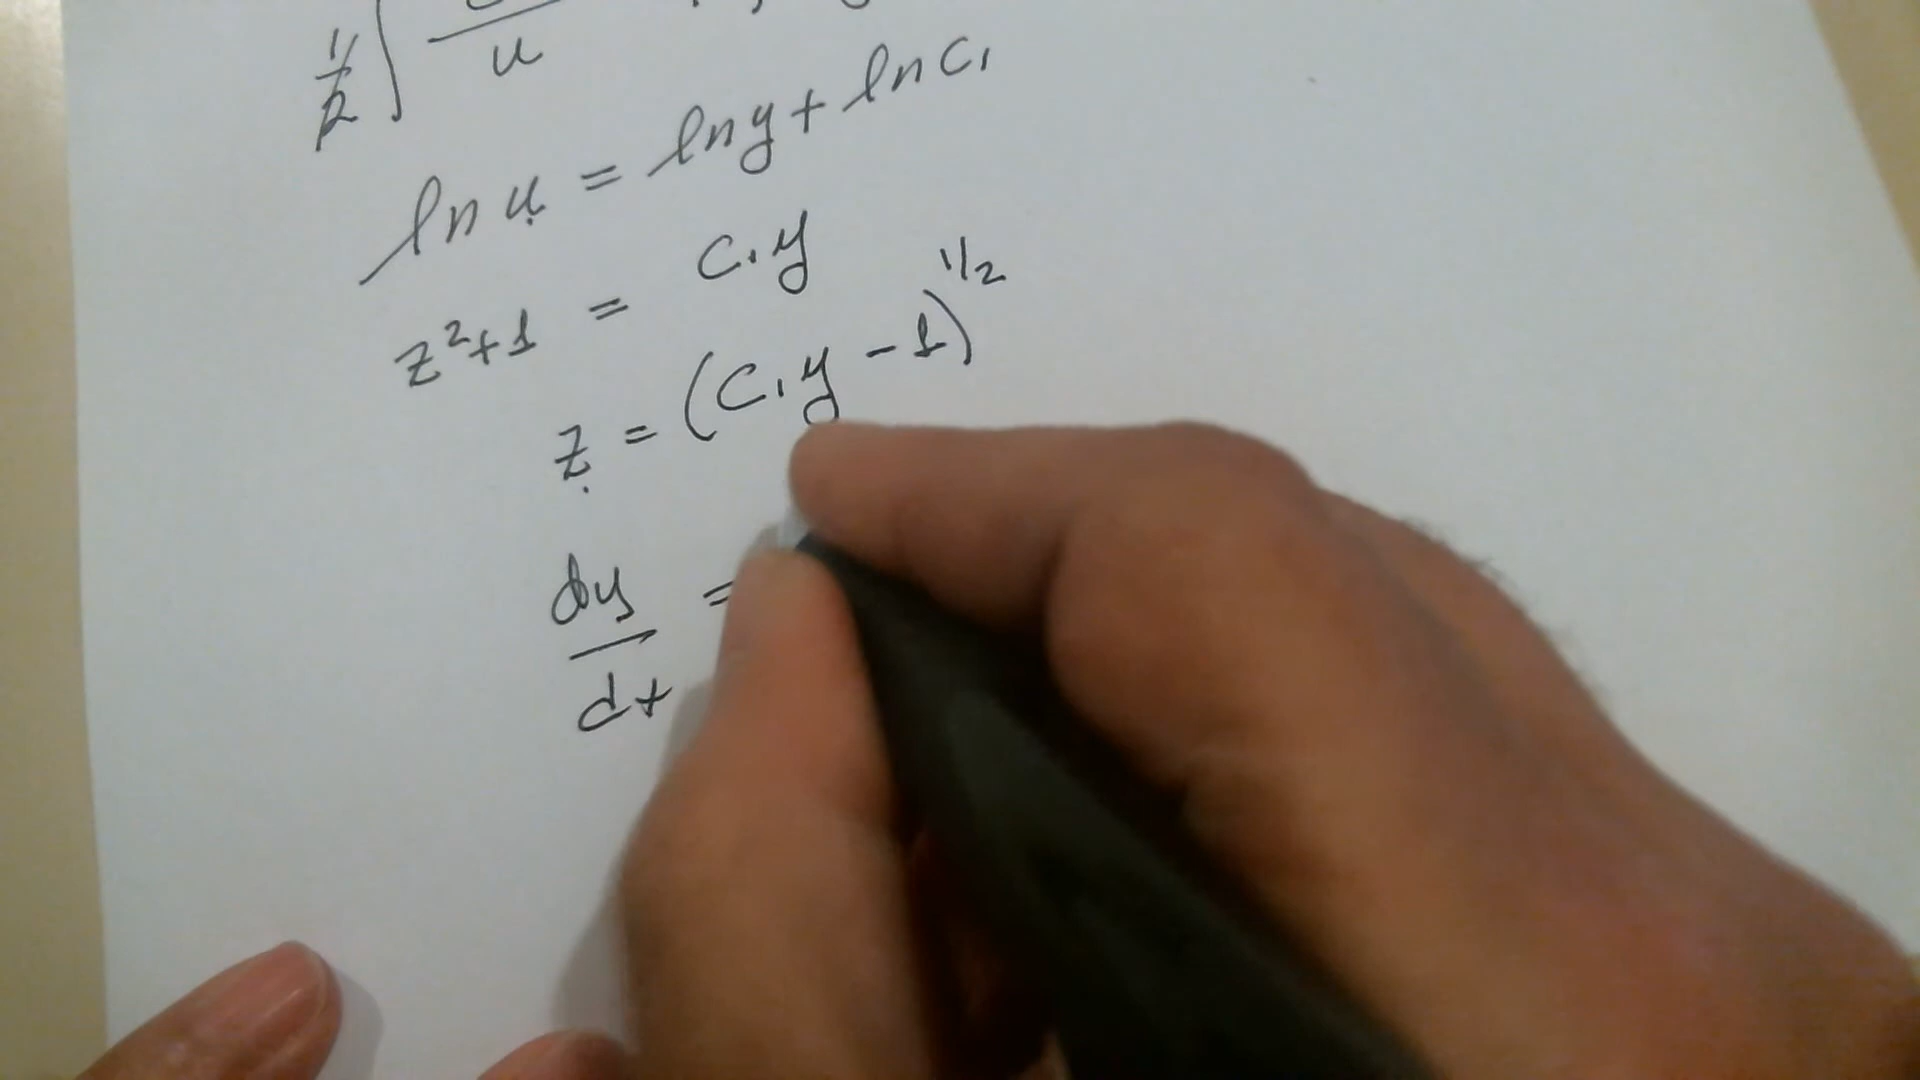 1/2 ∫ u
ln u = ln y + ln c₁
z² + 1 = c₁y
z = (c₁y - 1)^1/2
dy/dt =